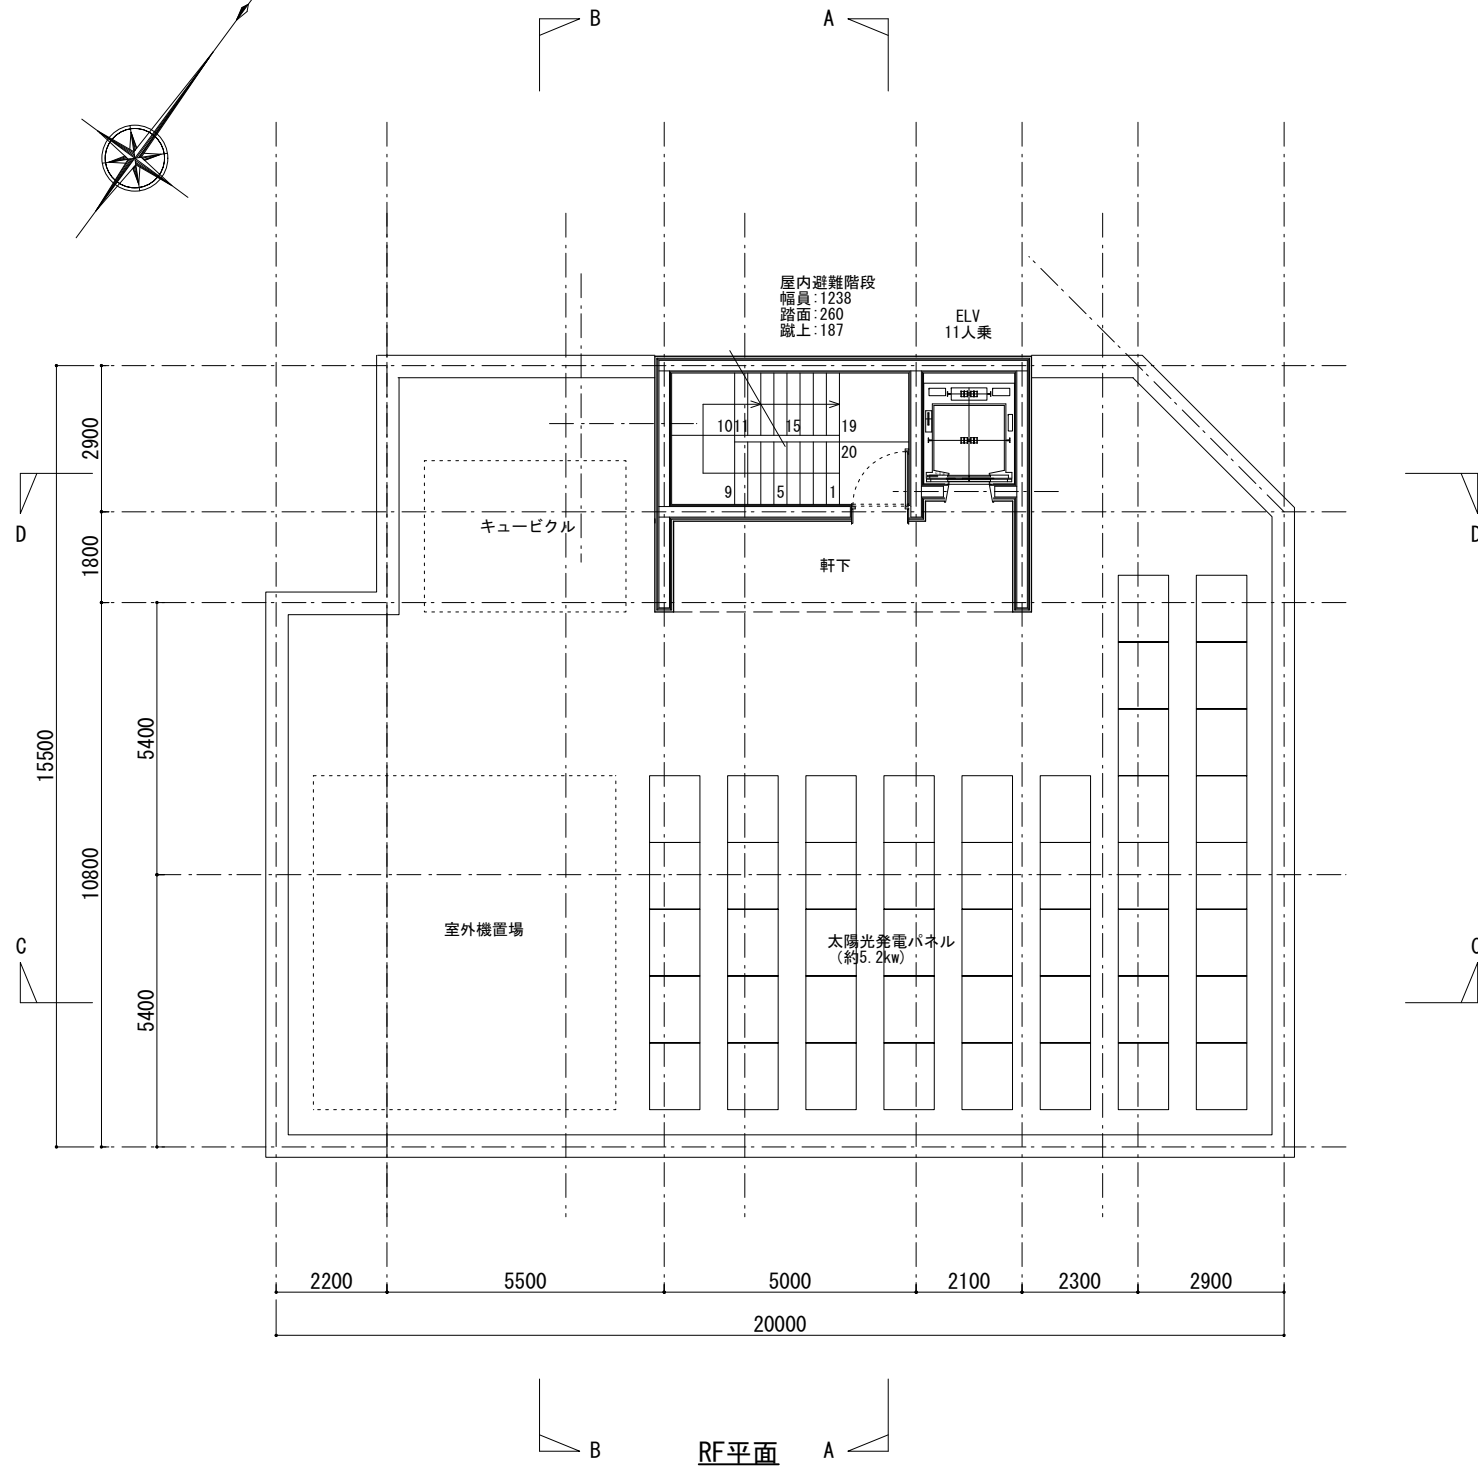 B
A
屋内避難階段
幅員:1238
踏面:260
蹴上:187
ELV
11人乗
10
11
15
19
20
9
5
1
2900
D
D
キュービクル
1800
軒下
15500
5400
10800
室外機置場
太陽光発電パネル
(約5.2kw)
C
C
5400
2200
5500
5000
2100
2300
2900
20000
B
RF平面
A